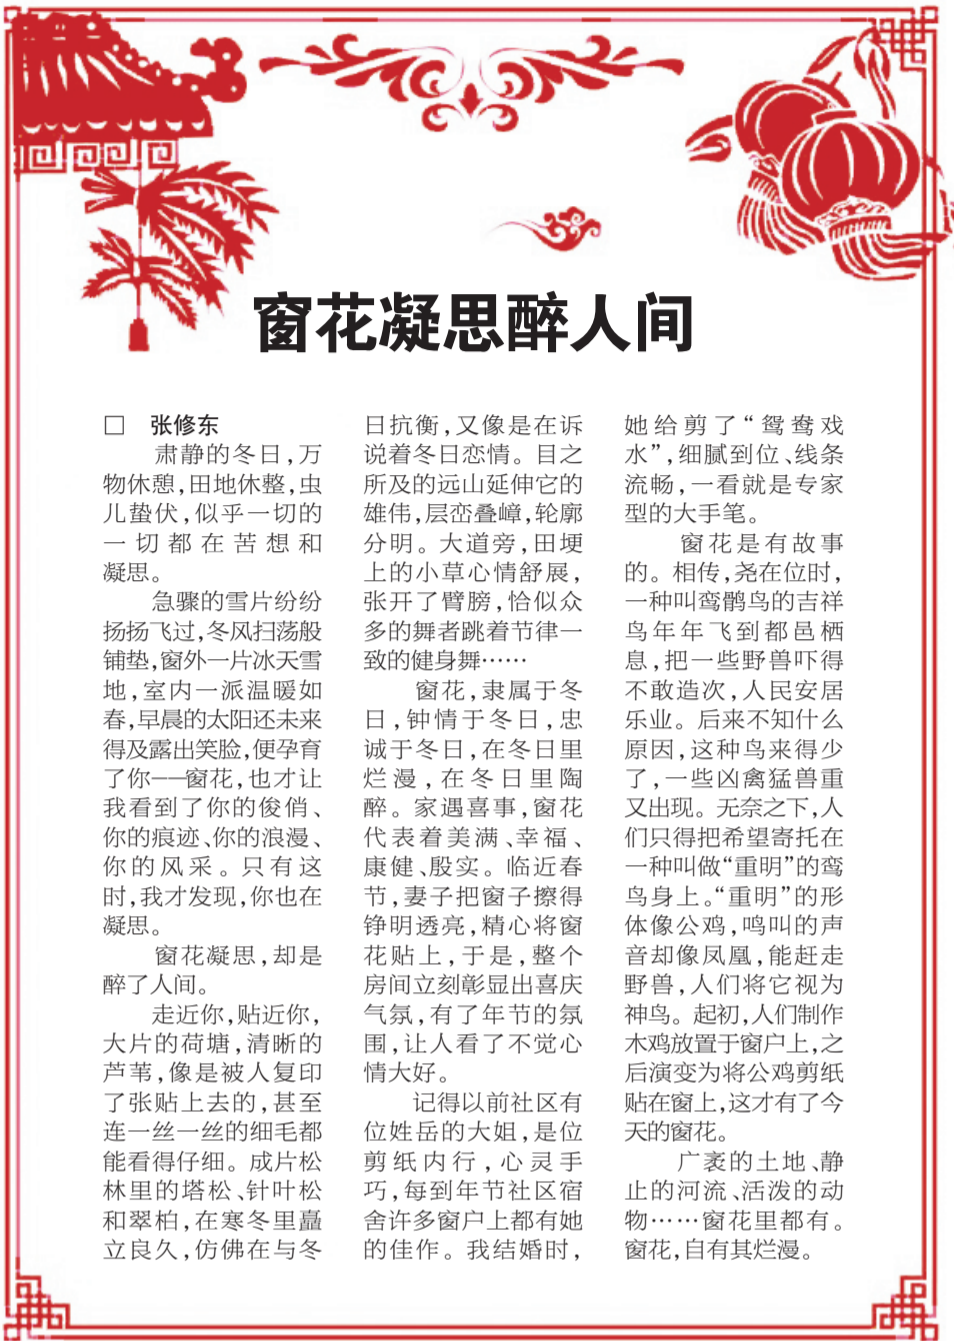 窗花凝思醉人间
□ 张修东
肃静的冬日,万
物休憩,田地休整,虫
儿蛰伏,似乎一切的
一切都在苦想和
凝思。
急骤的雪片纷纷
扬扬飞过,冬风扫荡般
铺垫,窗外一片冰天雪
地,室内一派温暖如
春,早晨的太阳还未来
得及露出笑脸,便孕育
了你——窗花,也才让
我看到了你的俊俏、
你的痕迹、你的浪漫、
你的风采。只有这
时,我才发现,你也在
凝思。
窗花凝思,却是
醉了人间。
走近你,贴近你,
大片的荷塘,清晰的
芦苇,像是被人复印
了张贴上去的,甚至
连一丝一丝的细毛都
能看得仔细。成片松
林里的塔松、针叶松
和翠柏,在寒冬里矗
立良久,仿佛在与冬
日抗衡,又像是在诉
说着冬日恋情。目之
所及的远山延伸它的
雄伟,层峦叠嶂,轮廓
分明。大道旁,田埂
上的小草心情舒展,
张开了臂膀,恰似众
多的舞者跳着节律一
致的健身舞……
窗花,隶属于冬
日,钟情于冬日,忠
诚于冬日,在冬日里
烂漫,在冬日里陶
醉。家遇喜事,窗花
代表着美满、幸福、
康健、殷实。临近春
节,妻子把窗子擦得
铮明透亮,精心将窗
花贴上,于是,整个
房间立刻彰显出喜庆
气氛,有了年节的氛
围,让人看了不觉心
情大好。
记得以前社区有
位姓岳的大姐,是位
剪纸内行,心灵手
巧,每到年节社区宿
舍许多窗户上都有她
的佳作。我结婚时,
她给剪了“鸳鸯戏
水”,细腻到位、线条
流畅,一看就是专家
型的大手笔。
窗花是有故事
的。相传,尧在位时,
一种叫鸾鹘鸟的吉祥
鸟年年飞到都邑栖
息,把一些野兽吓得
不敢造次,人民安居
乐业。后来不知什么
原因,这种鸟来得少
了,一些凶禽猛兽重
又出现。无奈之下,人
们只得把希望寄托在
一种叫做“重明”的鸾
鸟身上。“重明”的形
体像公鸡,鸣叫的声
音却像凤凰,能赶走
野兽,人们将它视为
神鸟。起初,人们制作
木鸡放置于窗户上,之
后演变为将公鸡剪纸
贴在窗上,这才有了今
天的窗花。
广袤的土地、静
止的河流、活泼的动
物……窗花里都有。
窗花,自有其烂漫。